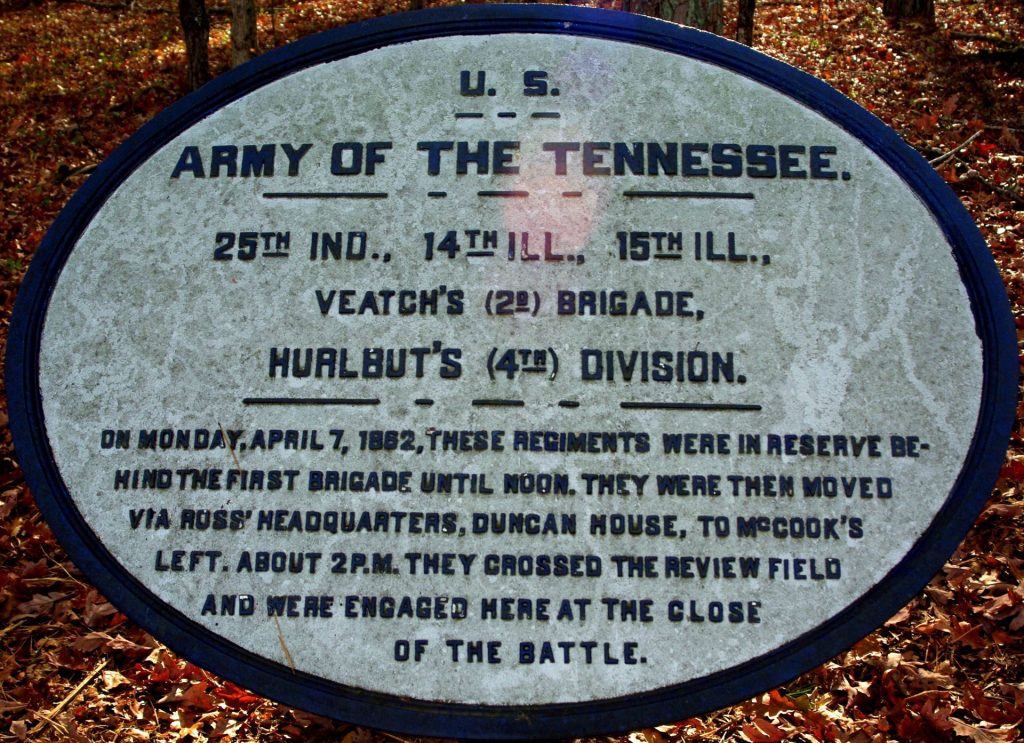 U. S.
ARMY OF THE TENNESSEE.
25TH IND., 14TH ILL., 15TH ILL.,
VEATCH'S (2D) BRIGADE,
HURLBUT'S (4TH) DIVISION.
ON MONDAY, APRIL 7, 1862, THESE REGIMENTS WERE IN RESERVE BE-
HIND THE FIRST BRIGADE UNTIL NOON. THEY WERE THEN MOVED
VIA ROSS' HEADQUARTERS, DUNCAN HOUSE, TO MCCOOK'S
LEFT. ABOUT 2 P.M. THEY CROSSED THE REVIEW FIELD
AND WERE ENGAGED HERE AT THE CLOSE
OF THE BATTLE.